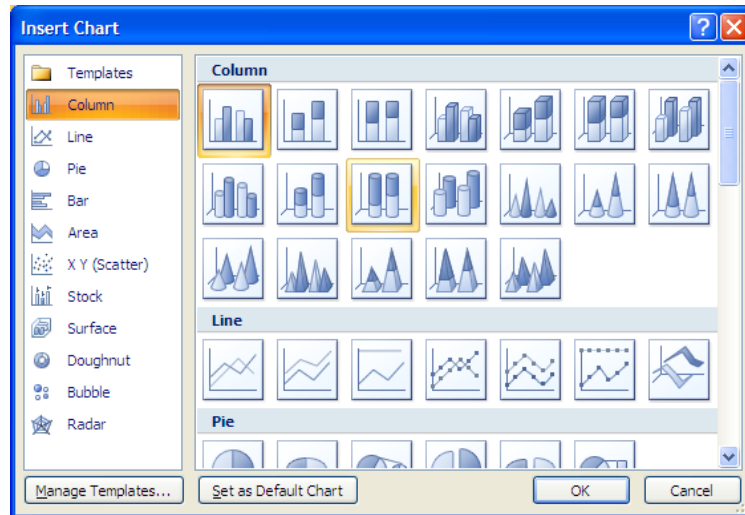 Insert Chart
Templates
Column
Line
Pie
Bar
Area
X Y (Scatter)
Stock
Surface
Doughnut
Bubble
Radar
Column
Line
Pie
Manage Templates...
Set as Default Chart
OK
Cancel